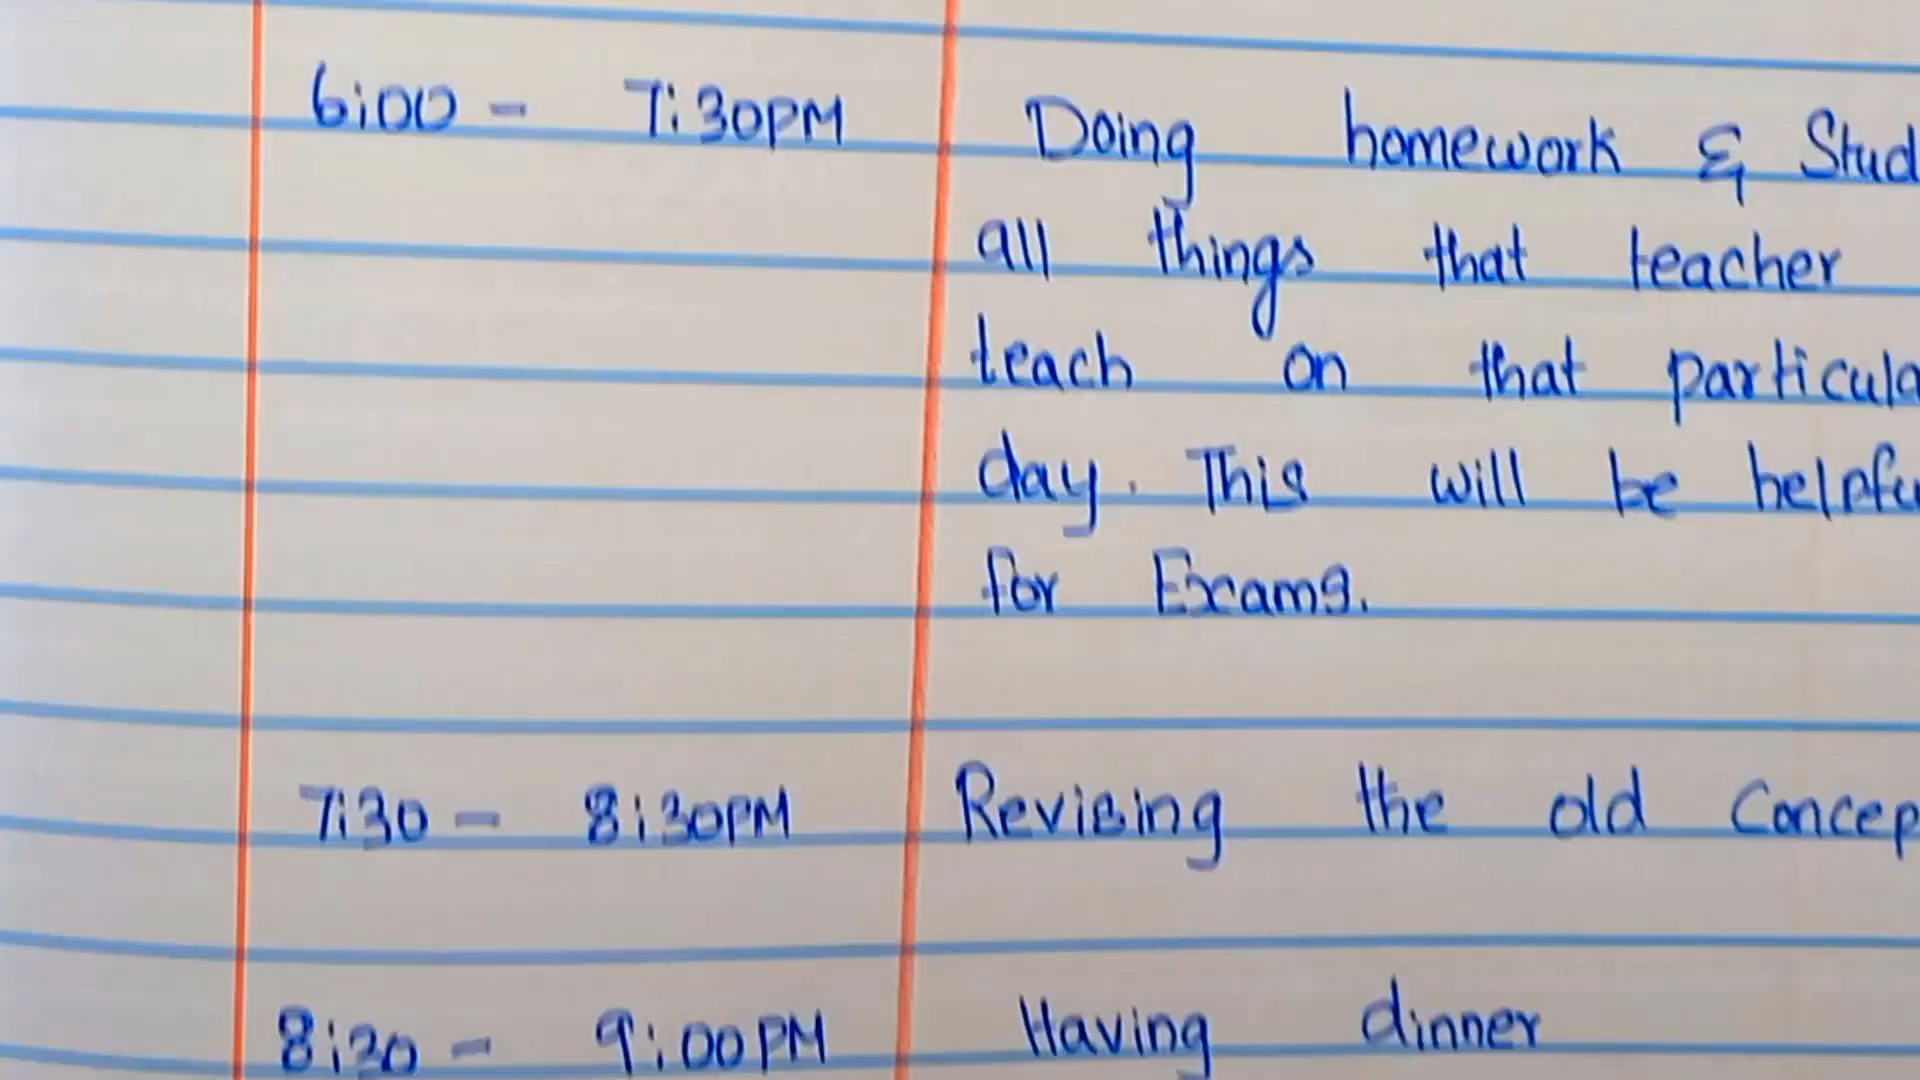 6:00 - 7:30PM Doing homework & Stud
all things that teacher
teach on that particula
day. This will be helpfu
for Exams.
7:30 - 8:30PM Revising the old Concep
8:30 - 9:00PM Having dinner